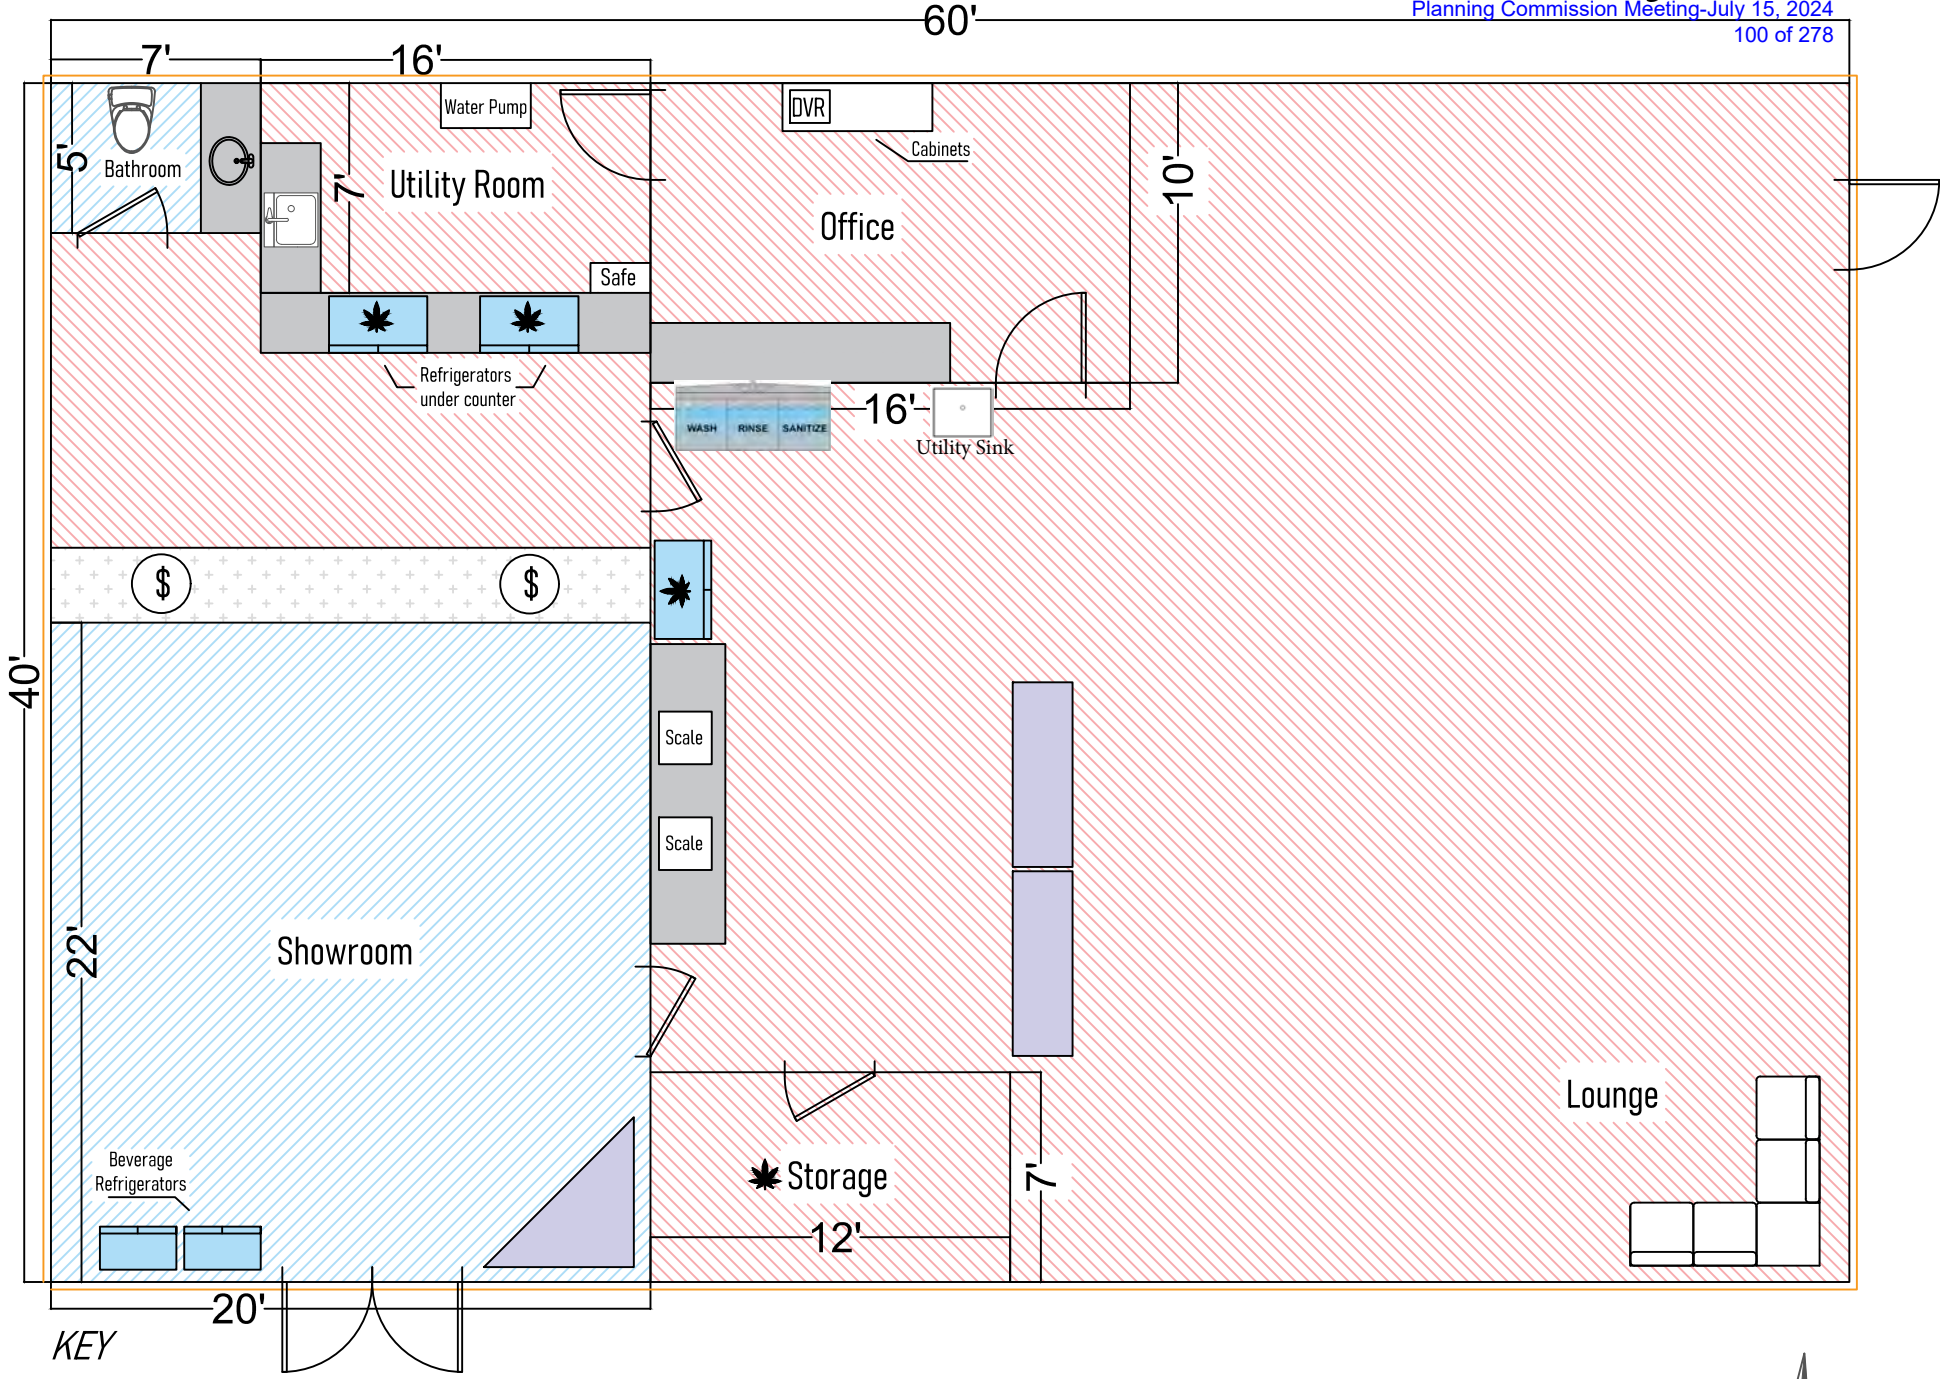 Planning Commission Meeting-July 15, 2024
100 of 278
60'
7'
16'
5'
Bathroom
7'
Water Pump
Utility Room
Safe
DVR
Cabinets
Office
10'
Refrigerators
under counter
WASH
RINSE
SANITIZE
16'
Utility Sink
$
$
40'
Scale
Scale
22'
Showroom
Lounge
Beverage
Refrigerators
Storage
7'
12'
20'
KEY